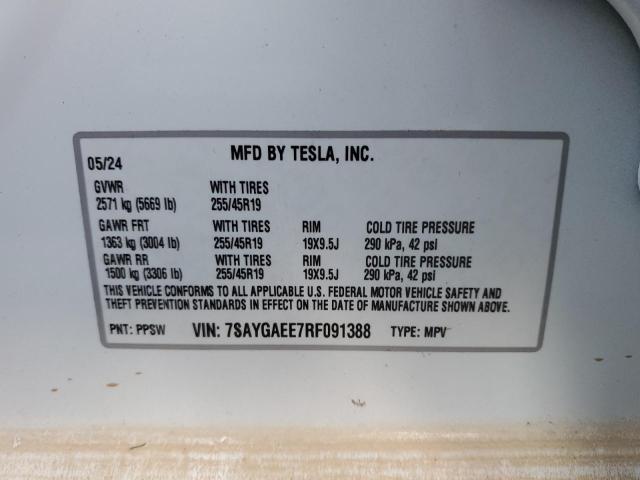 MFD BY TESLA, INC.
05/24
GVWR WITH TIRES
2571 kg (5669 lb) 255/45R19
GAWR FRT WITH TIRES RIM COLD TIRE PRESSURE
1363 kg (3004 lb) 255/45R19 19X9.5J 290 kPa, 42 psi
GAWR RR WITH TIRES RIM COLD TIRE PRESSURE
1500 kg (3306 lb) 255/45R19 19X9.5J 290 kPa, 42 psi
THIS VEHICLE CONFORMS TO ALL APPLICABLE U.S. FEDERAL MOTOR VEHICLE SAFETY AND
THEFT PREVENTION STANDARDS IN EFFECT ON THE DATE OF MANUFACTURE SHOWN ABOVE.
PNT: PPSW VIN: 7SAYGAEE7RF091388 TYPE: MPV